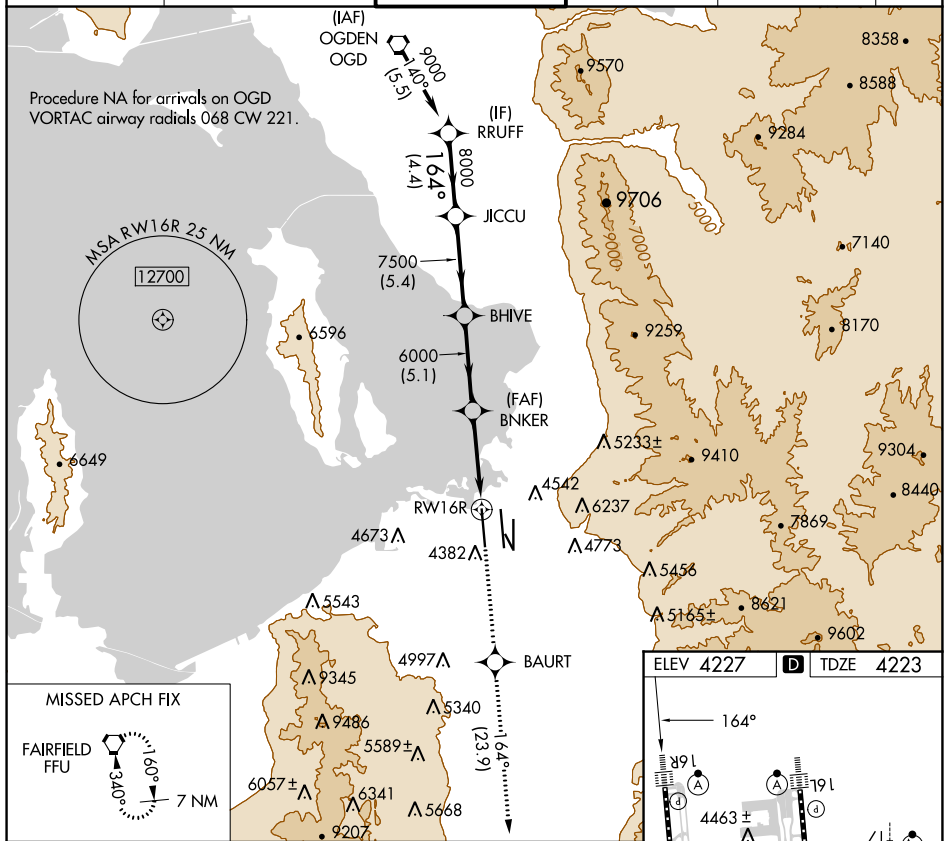 (IAF)
OGDEN
OGD
9000
140°
(5.5)
Procedure NA for arrivals on OGD
VORTAC airway radials 068 CW 221.
(IF)
RRUFF
8000
164°
(4.4)
JICCU
7500
(5.4)
BHIVE
6000
(5.1)
(FAF)
BNKER
RW16R
BAURT
164°
(23.9)
MSA RW16R 25 NM
12700
9570
8358
8588
9284
9706
5000
7000
9000
7140
8170
9259
6596
6649
5233±
9410
9304
8440
4542
6237
7869
4673
4382
4773
5456
5543
5165±
8621
9602
4997
9345
5340
9486
5589±
6057±
6341
5668
9207
MISSED APCH FIX
FAIRFIELD
FFU
160°
340°
7 NM
ELEV 4227
D
TDZE 4223
164°
16R
16L
A
A
P
P
4463 ±
17